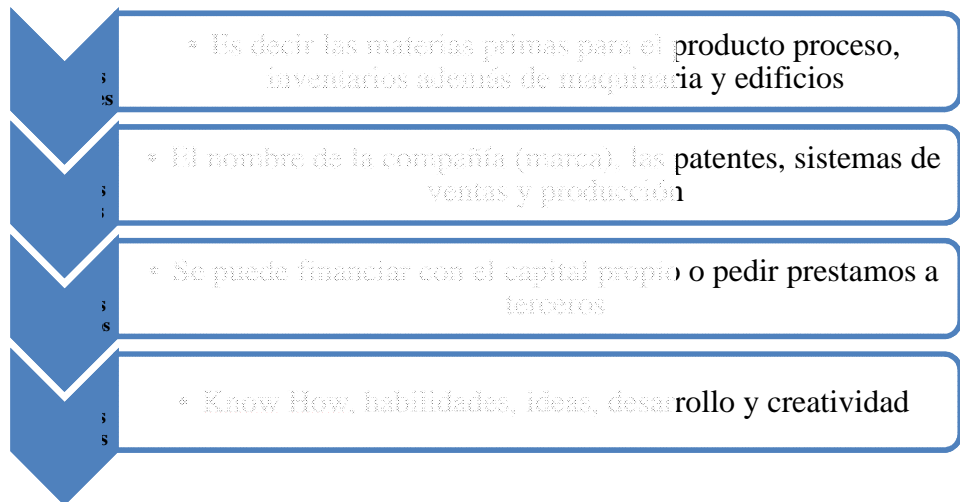 • Es decir las materias primas para el producto proceso,
inventarios además de maquinaria y edificios
• El nombre de la compañía (marca), las patentes, sistemas de
ventas y producción
• Se puede financiar con el capital propio o pedir prestamos a
terceros
• Know How, habilidades, ideas, desarrollo y creatividad